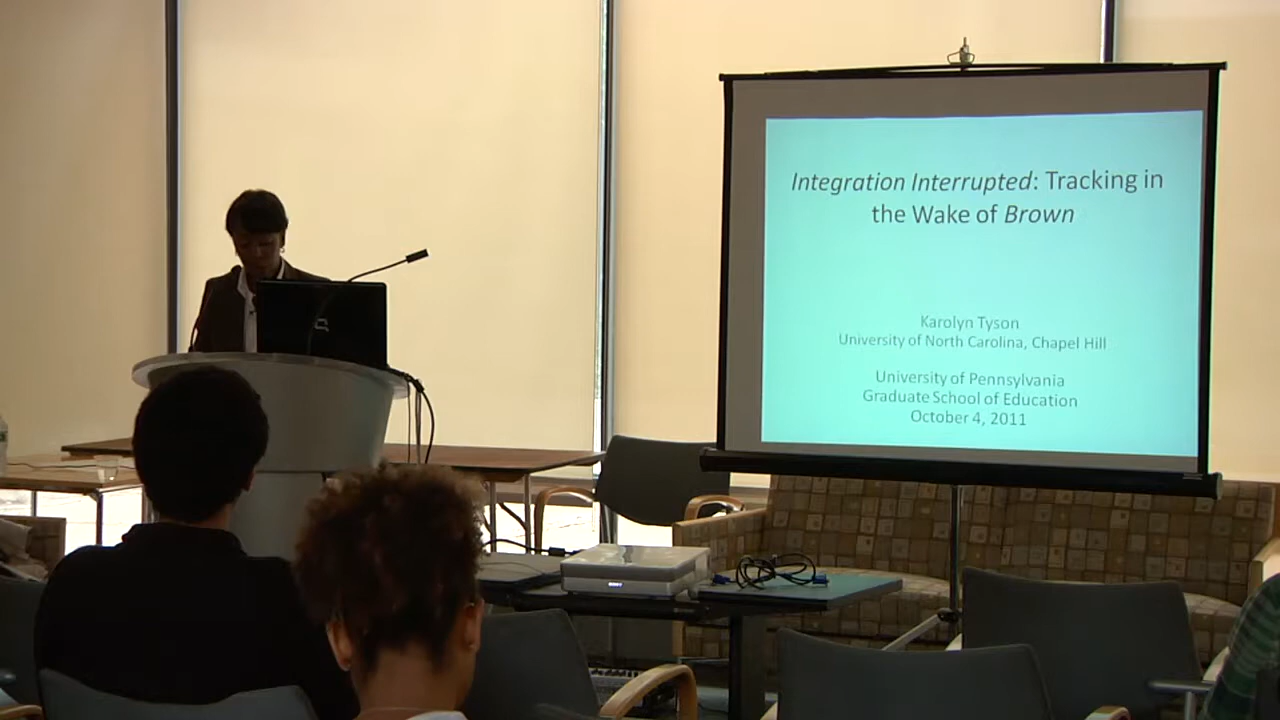 Integration Interrupted: Tracking in
the Wake of Brown
Karolyn Tyson
University of North Carolina, Chapel Hill
University of Pennsylvania
Graduate School of Education
October 4, 2011